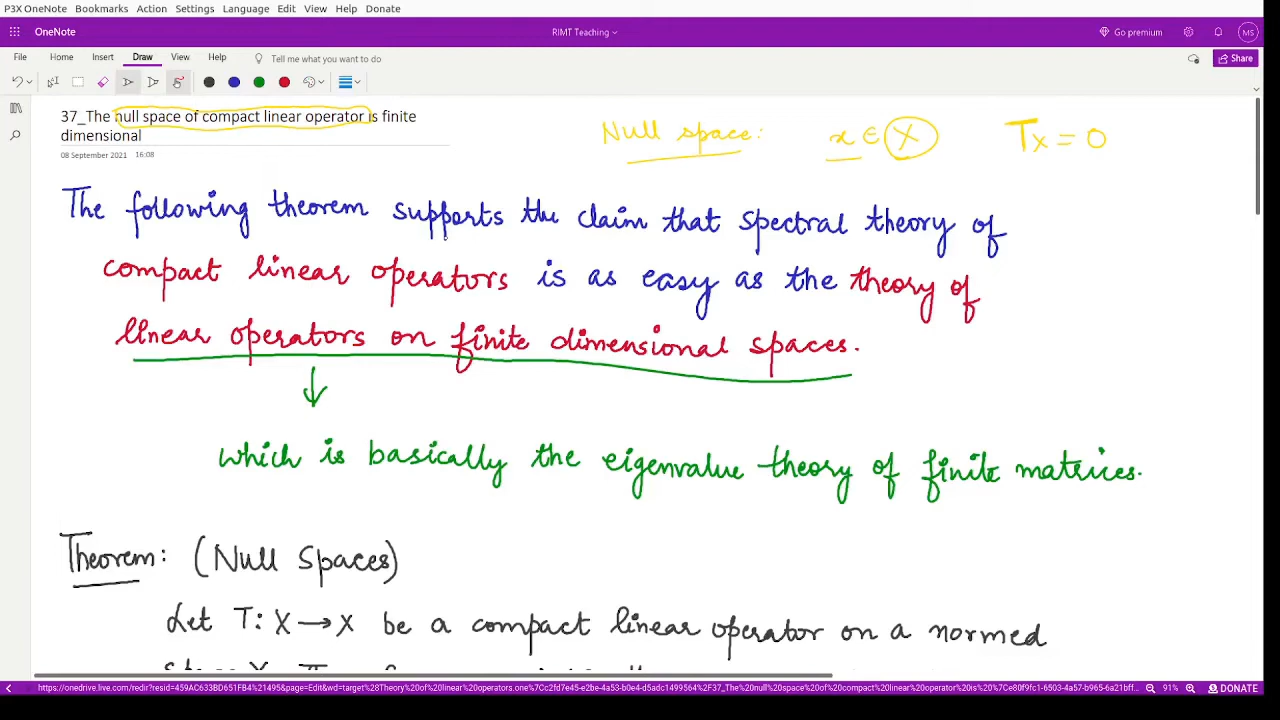 P3X OneNote Bookmarks Action Settings Language Edit View Help Donate
OneNote RIMT Teaching Go premium MS
File Home Insert Draw View Help Tell me what you want to do Share
37_The null space of compact linear operator is finite
dimensional
08 September 2021 16:08
Null space: x ∈ X Tx = 0
The following theorem supports the claim that spectral theory of
compact linear operators is as easy as the theory of
linear operators on finite dimensional spaces.
↓
which is basically the eigenvalue theory of finite matrices.
Theorem: (Null Spaces)
Let T: X → X be a compact linear operator on a normed
91% DONATE